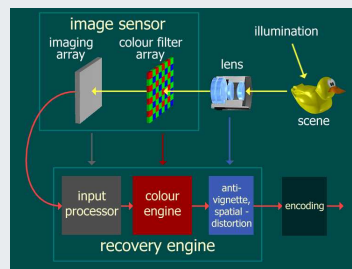 image sensor
imaging
array
colour filter
array
lens
illumination
scene
input
processor
colour
engine
anti-
vignette,
spatial -
distortion
encoding
recovery engine